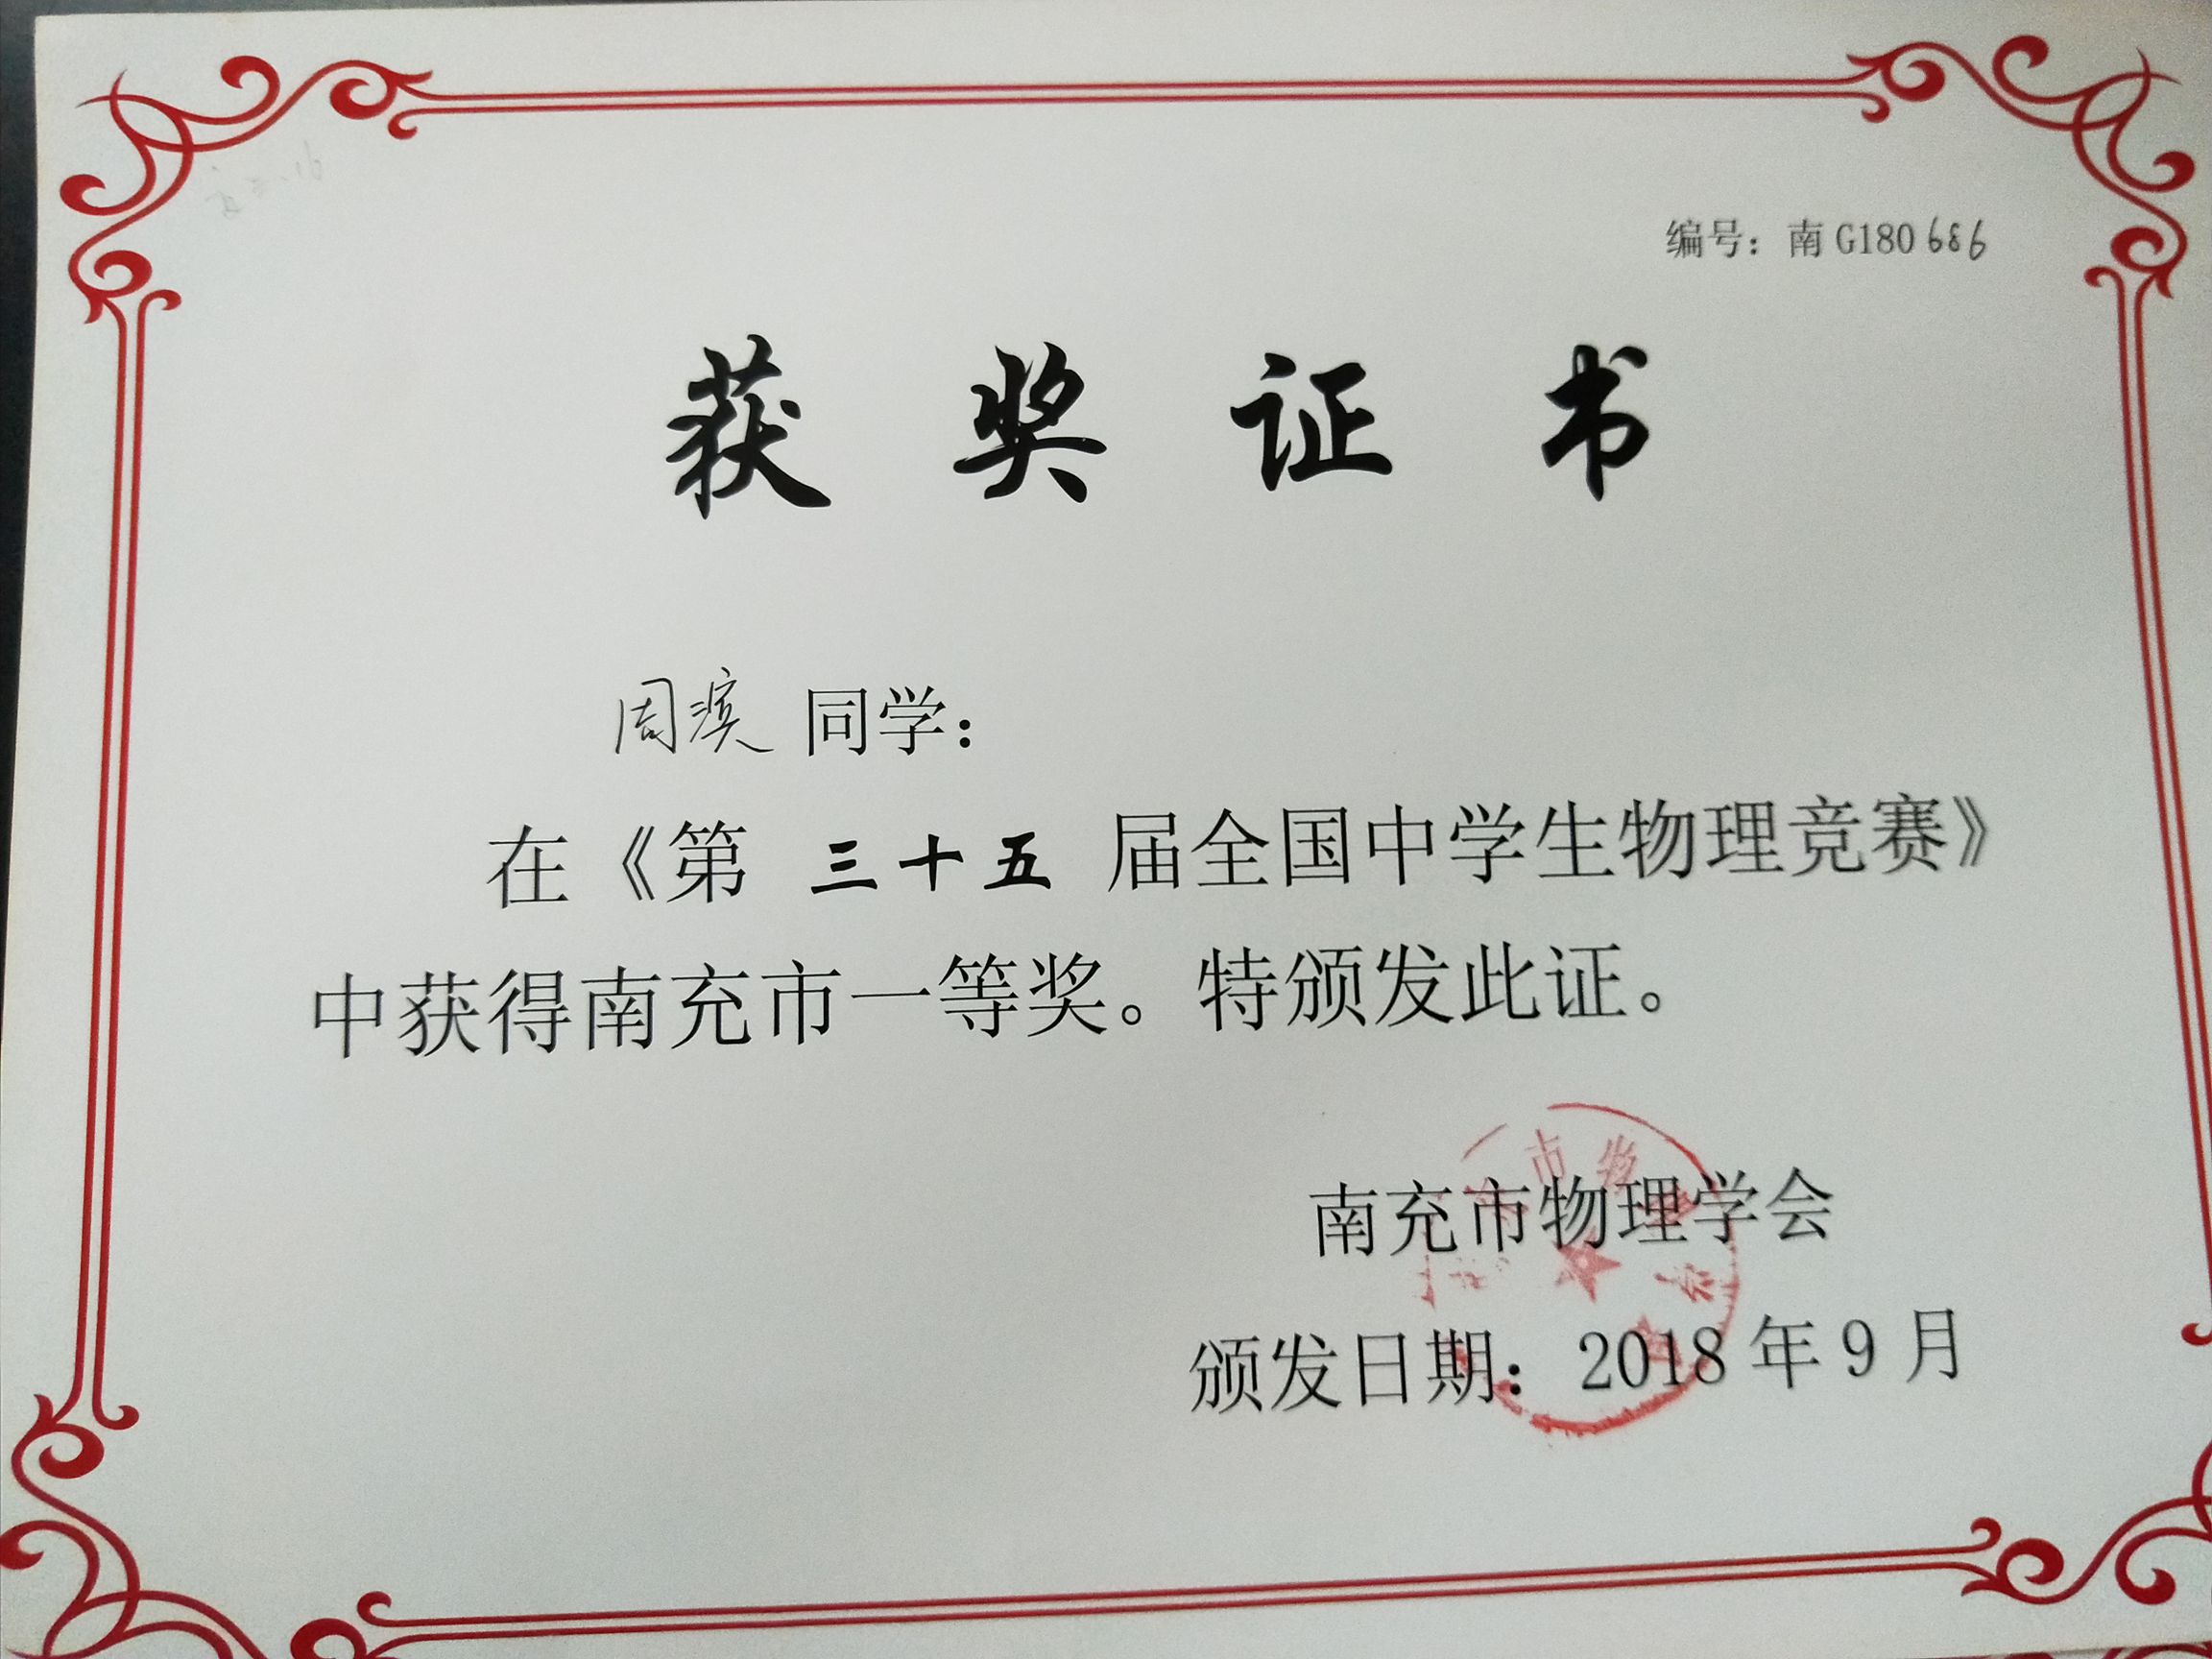 编号：南G180686
获奖证书
周滨同学：
在《第三十五届全国中学生物理竞赛》
中获得南充市一等奖。特颁发此证。
南充市物理学会
颁发日期：2018年9月